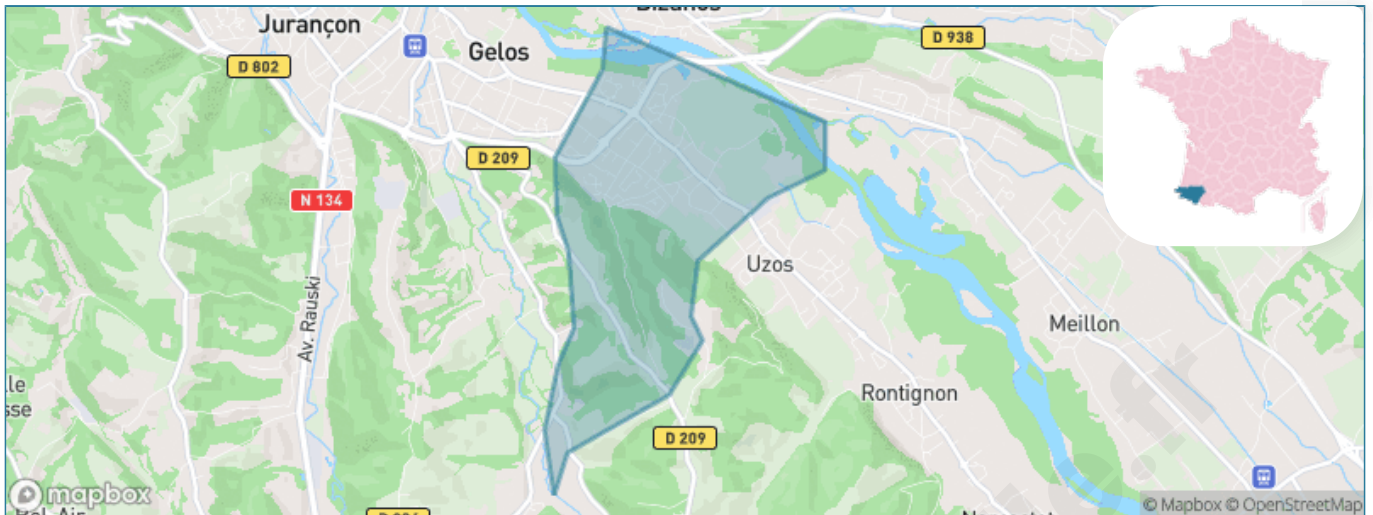 Jurançon
Gelos
D 938
D 802
D 209
N 134
Av. Rauski
Uzos
Meillon
Rontignon
D 209
mapbox
© Mapbox © OpenStreetMap